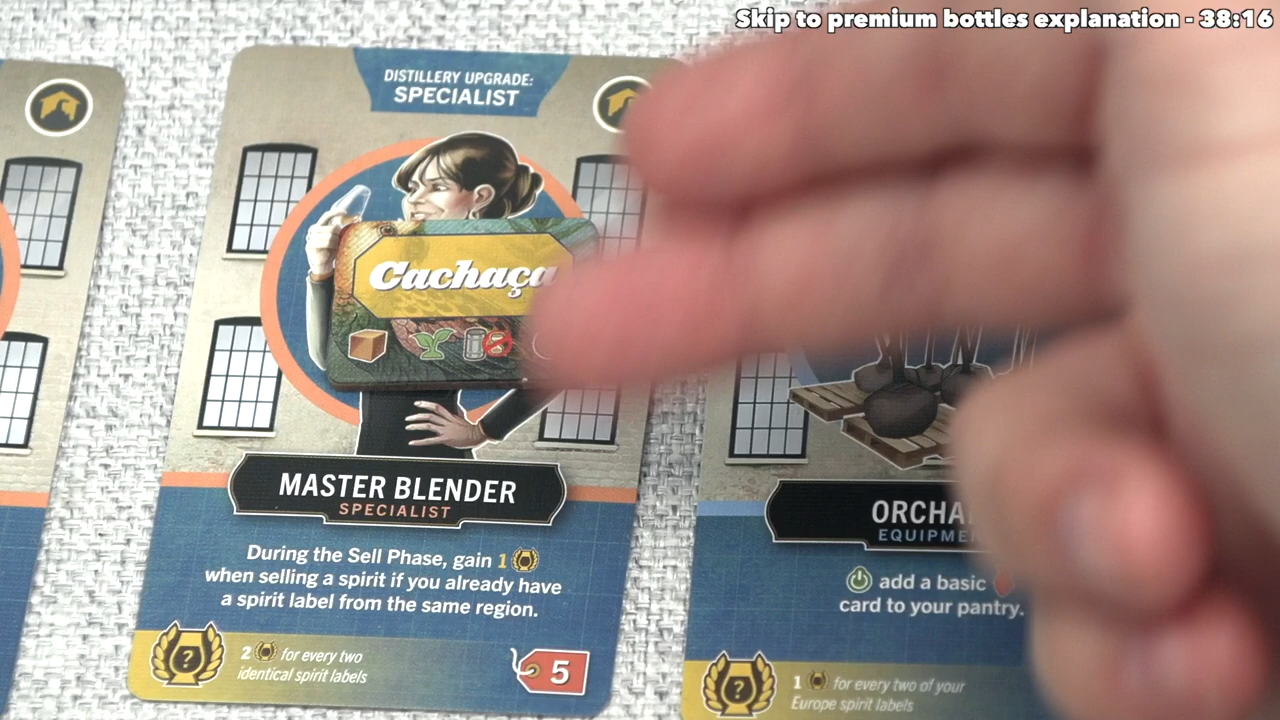 Skip to premium bottles explanation - 38:16
DISTILLERY UPGRADE:
SPECIALIST
Cachaça
MASTER BLENDER
SPECIALIST
During the Sell Phase, gain 1
when selling a spirit if you already have
a spirit label from the same region.
?
2 for every two
identical spirit labels
5
add a basic
card to your pantry.
?
1 for every two of your
Europe spirit labels